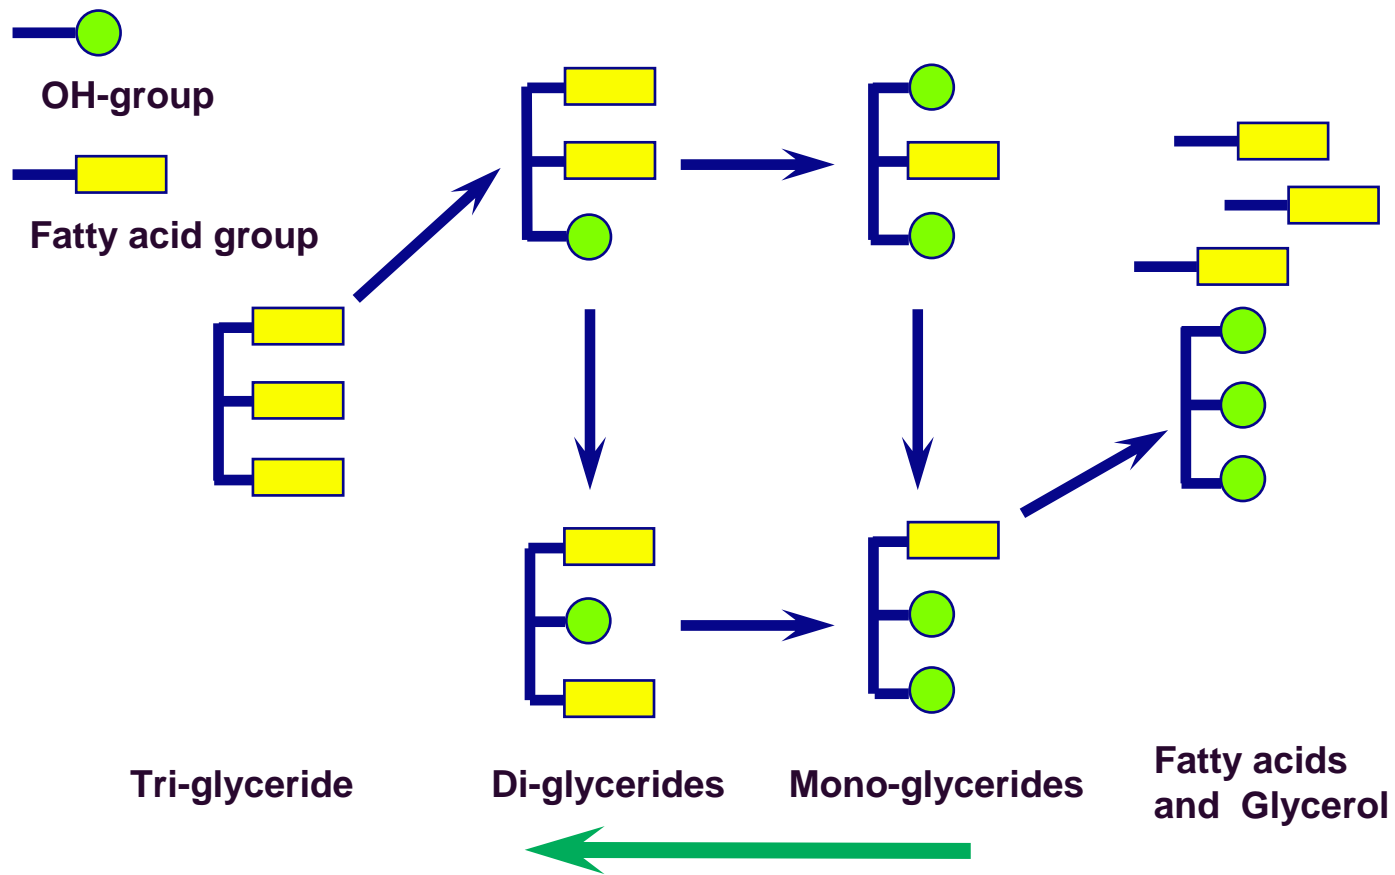 OH-group
Fatty acid group
Tri-glyceride
Di-glycerides
Mono-glycerides
Fatty acids
and Glycerol